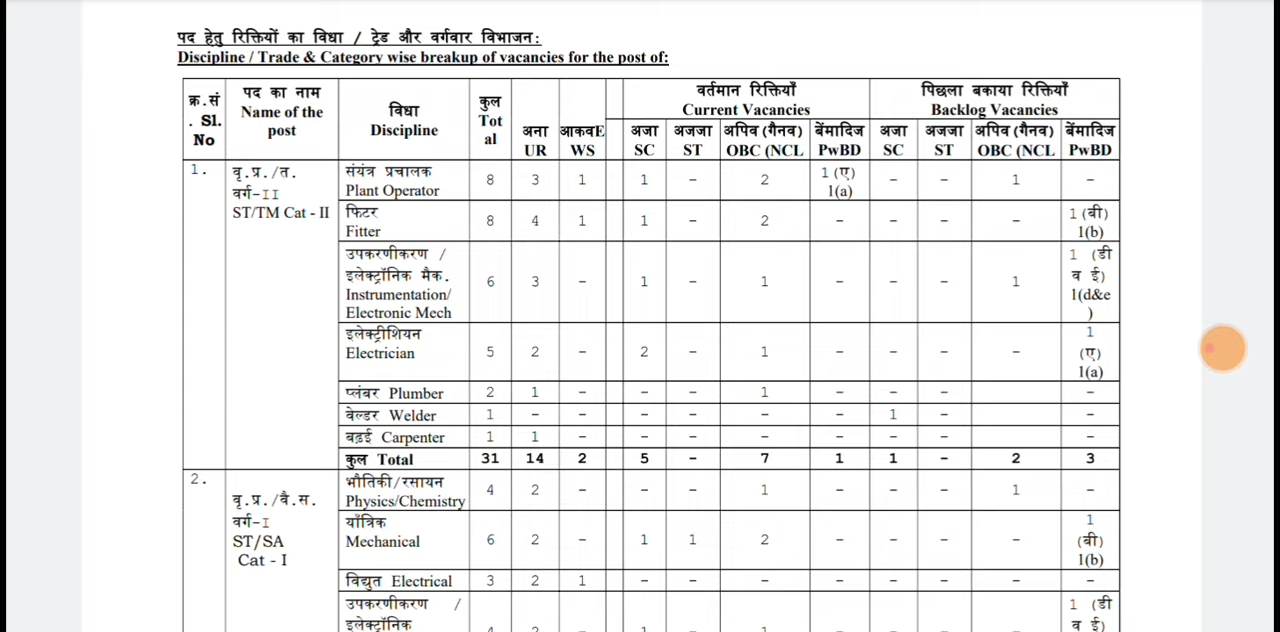 पद हेतु रिक्तियों का विधा / ट्रेड और वर्गवार विभाजन:
Discipline / Trade & Category wise breakup of vacancies for the post of:
क्र.सं . Sl. No पद का नाम Name of the post विधा Discipline कुल Tot al वर्तमान रिक्तियाँ Current Vacancies पिछला बकाया रिक्तियाँ Backlog Vacancies
अना UR आकवE WS अजा SC अजजा ST अपिव (गैनव) OBC (NCL बेंमादिज PwBD अजा SC अजजा ST अपिव (गैनव) OBC (NCL बेंमादिज PwBD
1. वृ.प्र./त. वर्ग-II ST/TM Cat - II
संयंत्र प्रचालक Plant Operator 8 3 1 1 – 2 1 (ए) 1(a) – – 1 –
फिटर Fitter 8 4 1 1 – 2 – – – – 1 (बी) 1(b)
उपकरणीकरण / इलेक्ट्रॉनिक मैक. Instrumentation/ Electronic Mech 6 3 – 1 – 1 – – – 1 1 (डी व ई) 1(d&e )
इलेक्ट्रीशियन Electrician 5 2 – 2 – 1 – – – – 1 (ए) 1(a)
प्लंबर Plumber 2 1 – – – 1 – – – –
वेल्डर Welder 1 – – – – – – 1 – –
बढ़ई Carpenter 1 1 – – – – – – – –
कुल Total 31 14 2 5 – 7 1 1 – 2 3
2. वृ.प्र./वै.स. वर्ग-I ST/SA Cat - I
भौतिकी/रसायन Physics/Chemistry 4 2 – – – 1 – – – 1 –
याँत्रिक Mechanical 6 2 – 1 1 2 – – – – 1 (बी) 1(b)
विद्युत Electrical 3 2 1 – – – – – – – –
उपकरणीकरण / 1 (डी
इलेक्ट्रॉनिक व ई)